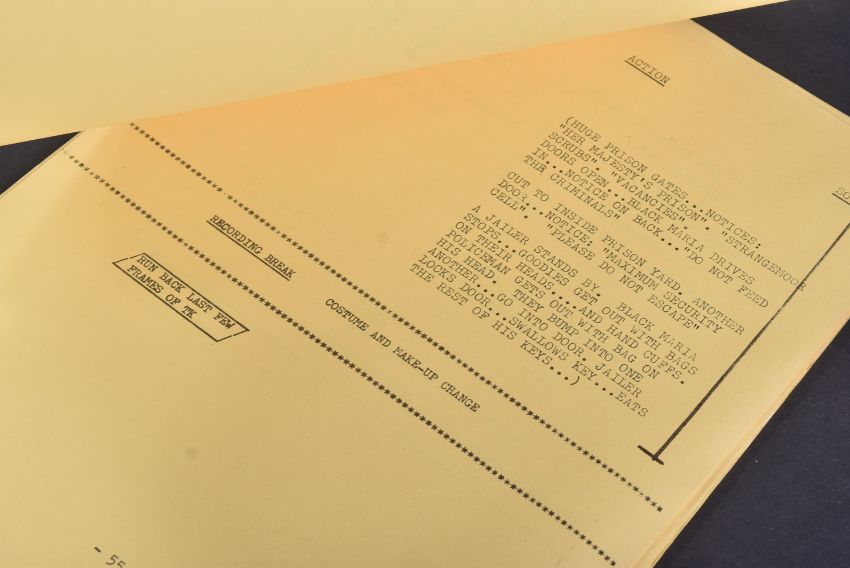 ACTION
(HUGE PRISON GATES...NOTICES:
"HER MAJESTY'S PRISON". "STRANGEMOOR
SCRUBS". "VACANCIES".
DOORS OPEN...BLACK MARIA DRIVES
IN...NOTICE ON BACK... "DO NOT FEED
THE CRIMINALS"
CUT TO INSIDE PRISON YARD. ANOTHER
DOOR...NOTICE: "MAXIMUM SECURITY
CELL". "PLEASE DO NOT ESCAPE"
A JAILER STANDS BY. BLACK MARIA
STOPS...GOODIES GET OUT WITH BAGS
ON THEIR HEADS....AND HAND CUFFS.
POLICEMAN GETS OUT WITH BAG ON
HIS HEAD. THEY BUMP INTO ONE
ANOTHER...GO INTO DOOR. JAILER
LOCKS DOOR...SWALLOWS KEY...EATS
THE REST OF HIS KEYS...)
RECORDING BREAK
COSTUME AND MAKE-UP CHANGE
RUN BACK LAST FEW
FRAMES OF TK
- 55